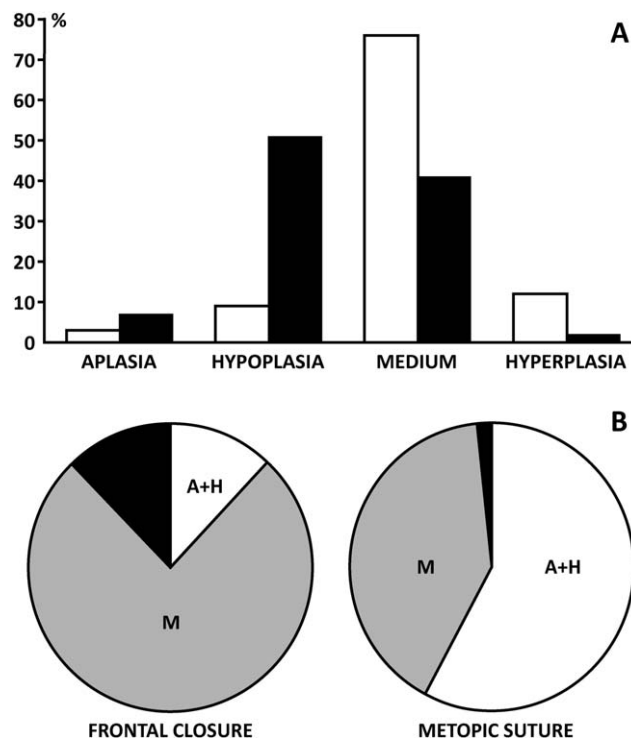 80 % A
70
60
50
40
30
20
10
0
APLASIA HYPOPLASIA MEDIUM HYPERPLASIA
B
A+H
M A+H
M
FRONTAL CLOSURE METOPIC SUTURE